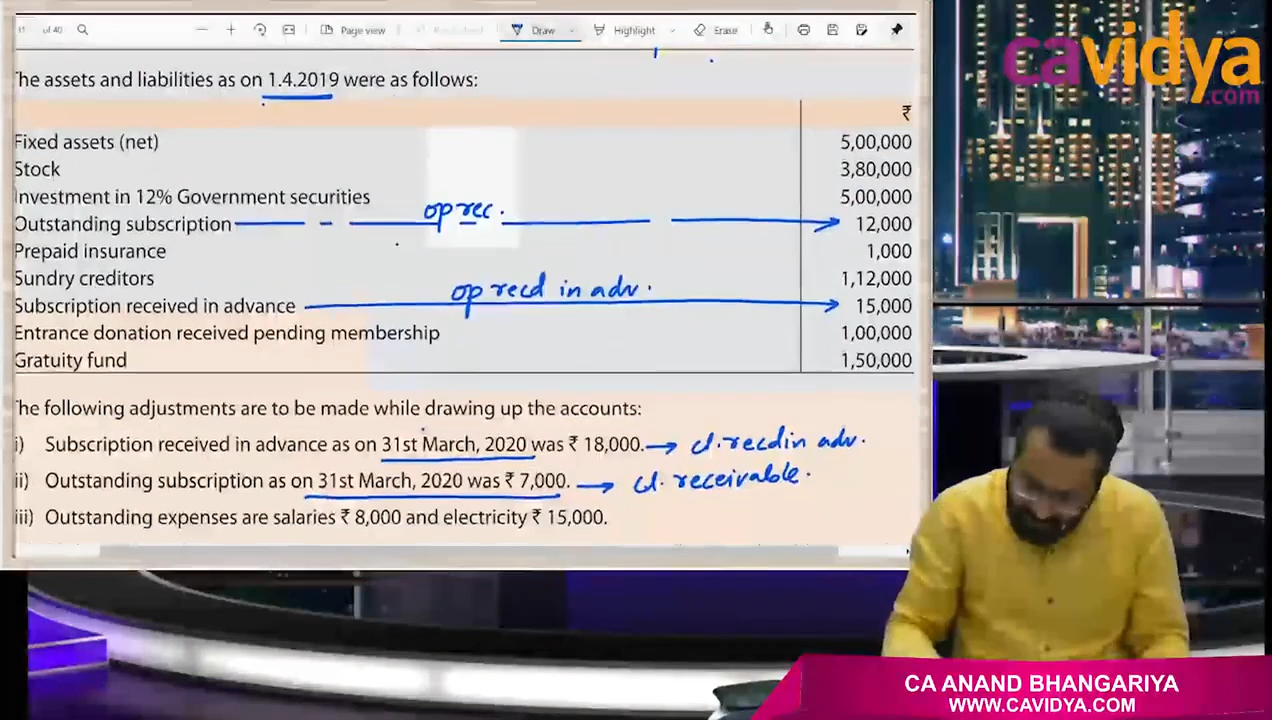 of 40
Page view
Draw
Highlight
Erase
cavidya
.com
The assets and liabilities as on 1.4.2019 were as follows:
₹
Fixed assets (net) 5,00,000
Stock 3,80,000
Investment in 12% Government securities 5,00,000
Outstanding subscription op rec. 12,000
Prepaid insurance 1,000
Sundry creditors 1,12,000
Subscription received in advance op recd in adv. 15,000
Entrance donation received pending membership 1,00,000
Gratuity fund 1,50,000
The following adjustments are to be made while drawing up the accounts:
i) Subscription received in advance as on 31st March, 2020 was ₹ 18,000. → cl. recd in adv.
ii) Outstanding subscription as on 31st March, 2020 was ₹ 7,000. → cl. receivable.
iii) Outstanding expenses are salaries ₹ 8,000 and electricity ₹ 15,000.
CA ANAND BHANGARIYA
WWW.CAVIDYA.COM